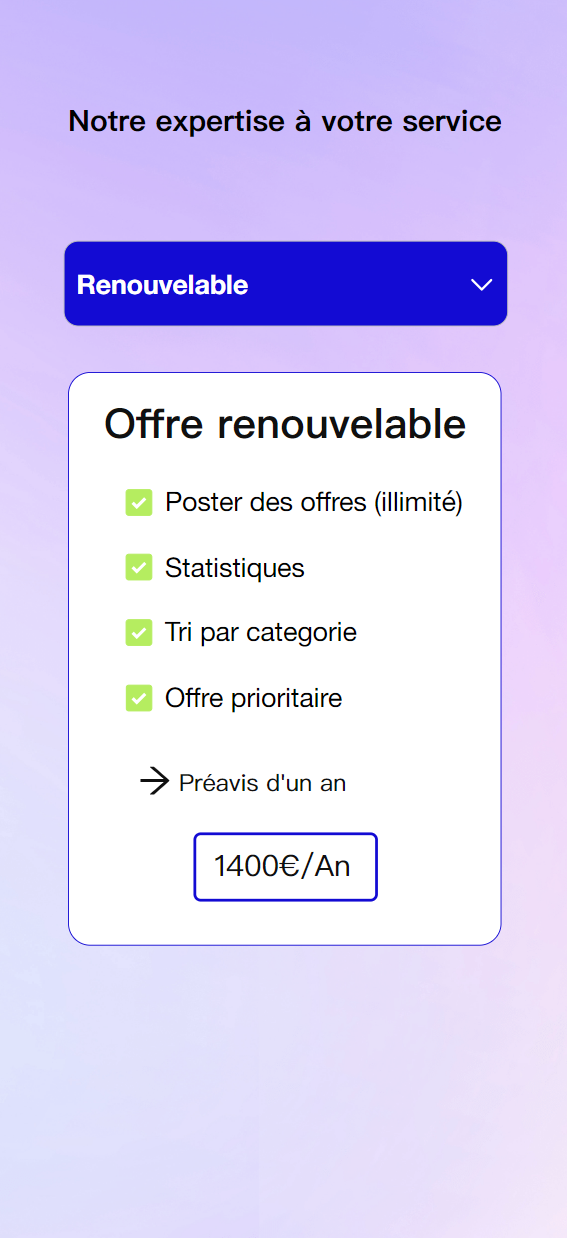 Notre expertise à votre service
Renouvelable
Offre renouvelable
Poster des offres (illimité)
Statistiques
Tri par categorie
Offre prioritaire
Préavis d'un an
1400€/An